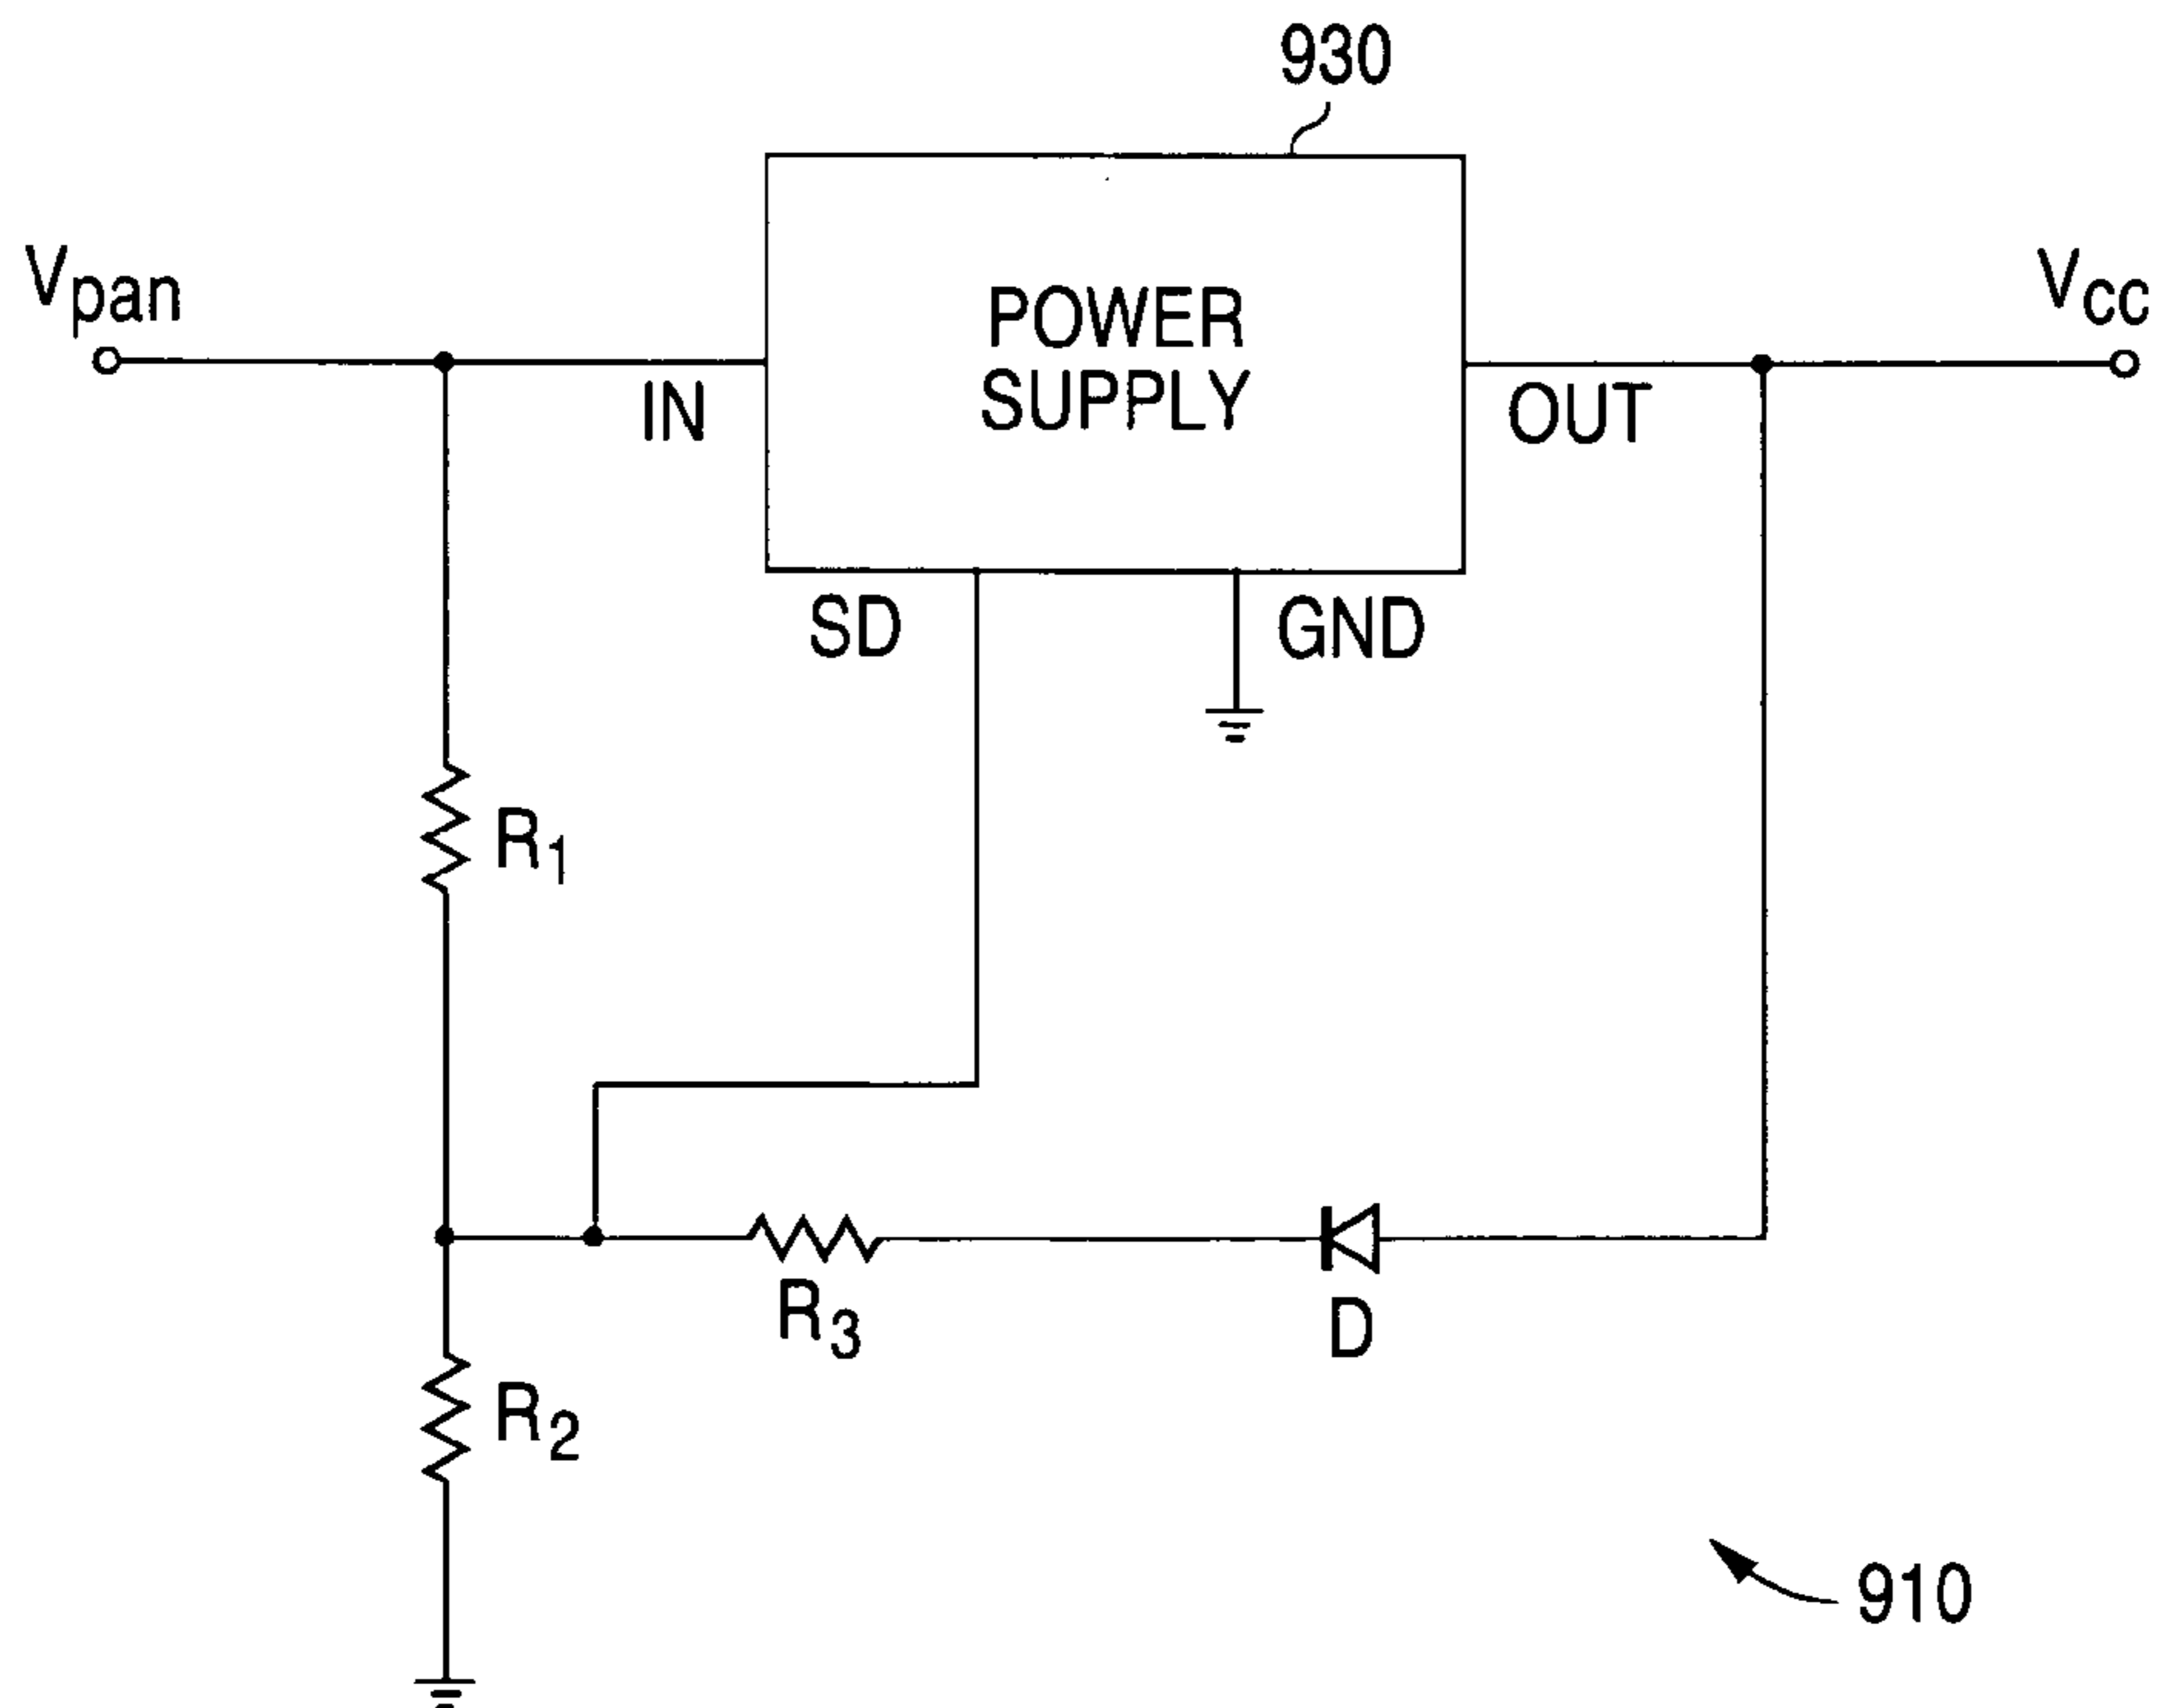 930
Vpan
Vcc
POWER
SUPPLY
IN
OUT
SD
GND
R1
R3
D
R2
910